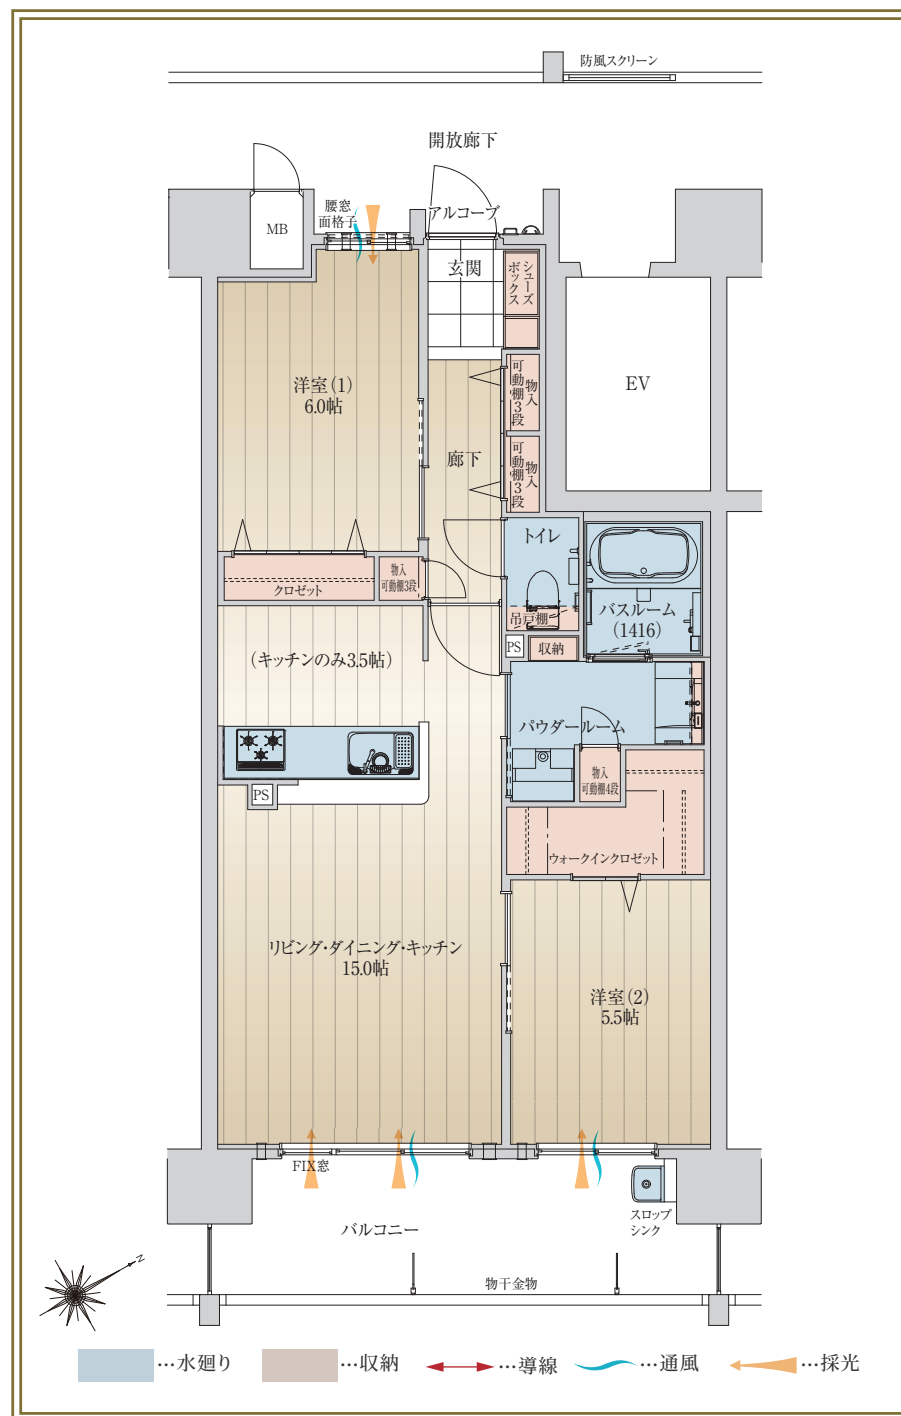 防風スクリーン
開放廊下
アルコーブ
腰窓
面格子
MB
玄関
シューズ
ボックス
洋室(1)
6.0帖
物入
可動棚3段
EV
廊下
物入
可動棚3段
トイレ
吊戸棚
バスルーム
(1416)
クロゼット
物入
可動棚3段
PS
収納
(キッチンのみ3.5帖)
パウダールーム
物入
可動棚4段
PS
ウォークインクロゼット
リビング・ダイニング・キッチン
15.0帖
洋室(2)
5.5帖
FIX窓
バルコニー
スロップ
シンク
物干金物
N
…水廻り
…収納
…導線
…通風
…採光